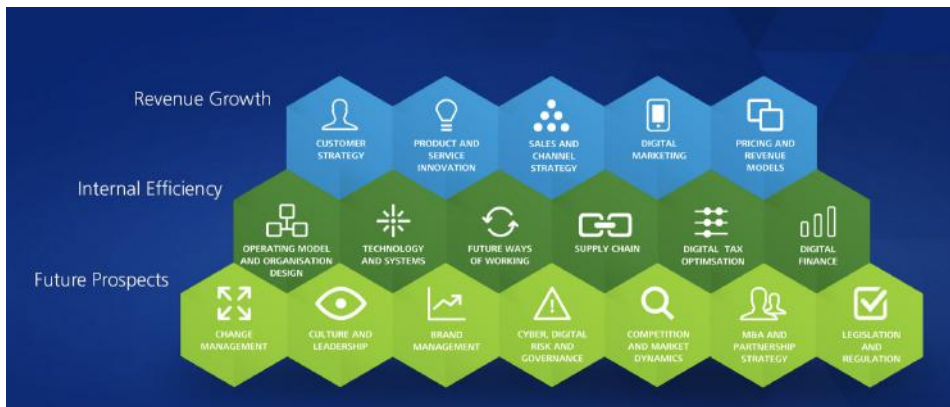 Revenue Growth
CUSTOMER
STRATEGY
PRODUCT AND
SERVICE
INNOVATION
SALES AND
CHANNEL
STRATEGY
DIGITAL
MARKETING
PRICING AND
REVENUE
MODELS
Internal Efficiency
OPERATING MODEL
AND ORGANISATION
DESIGN
TECHNOLOGY
AND SYSTEMS
FUTURE WAYS
OF WORKING
SUPPLY CHAIN
DIGITAL TAX
OPTIMSATION
DIGITAL
FINANCE
Future Prospects
CHANGE
MANAGEMENT
CULTURE AND
LEADERSHIP
BRAND
MANAGEMENT
CYBER, DIGITAL
RISK AND
GOVERNANCE
COMPETITION
AND MARKET
DYNAMICS
M&A AND
PARTNERSHIP
STRATEGY
LEGISLATION
AND
REGULATION